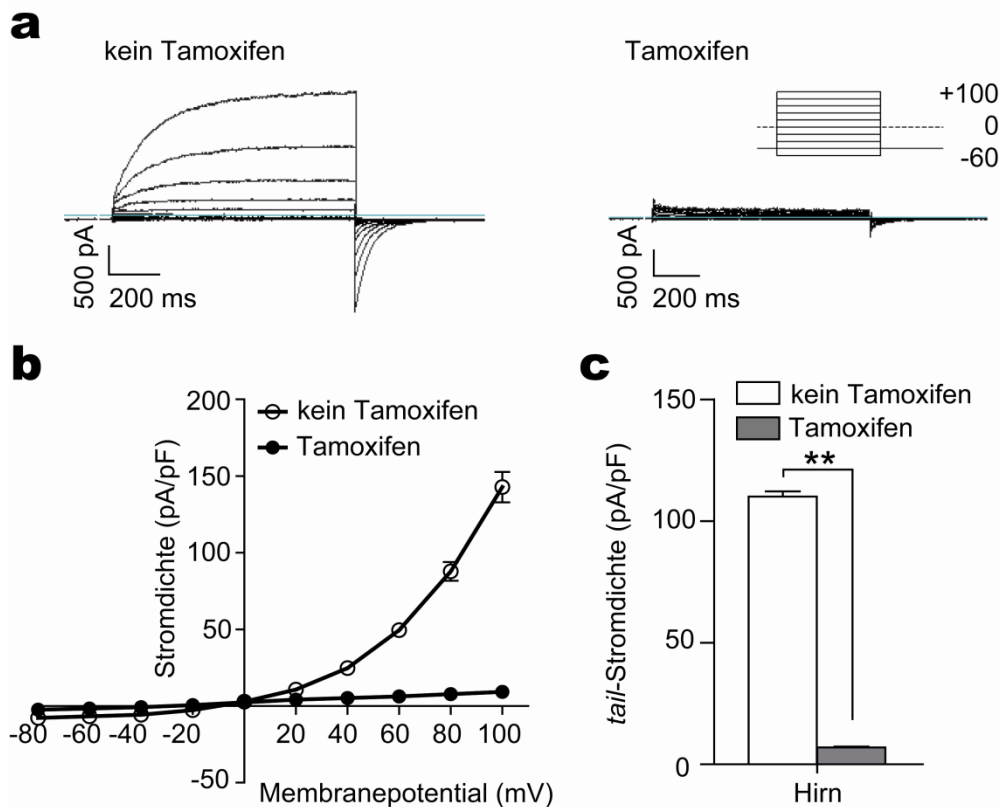 a
kein Tamoxifen
Tamoxifen
+100
0
-60
500 pA
200 ms
500 pA
200 ms
b
200
150
100
50
-50
Stromdichte (pA/pF)
kein Tamoxifen
Tamoxifen
-80 -60 -40 -20 20 40 60 80 100
Membranepotential (mV)
c
150
100
50
0
tail-Stromdichte (pA/pF)
kein Tamoxifen
Tamoxifen
**
Hirn